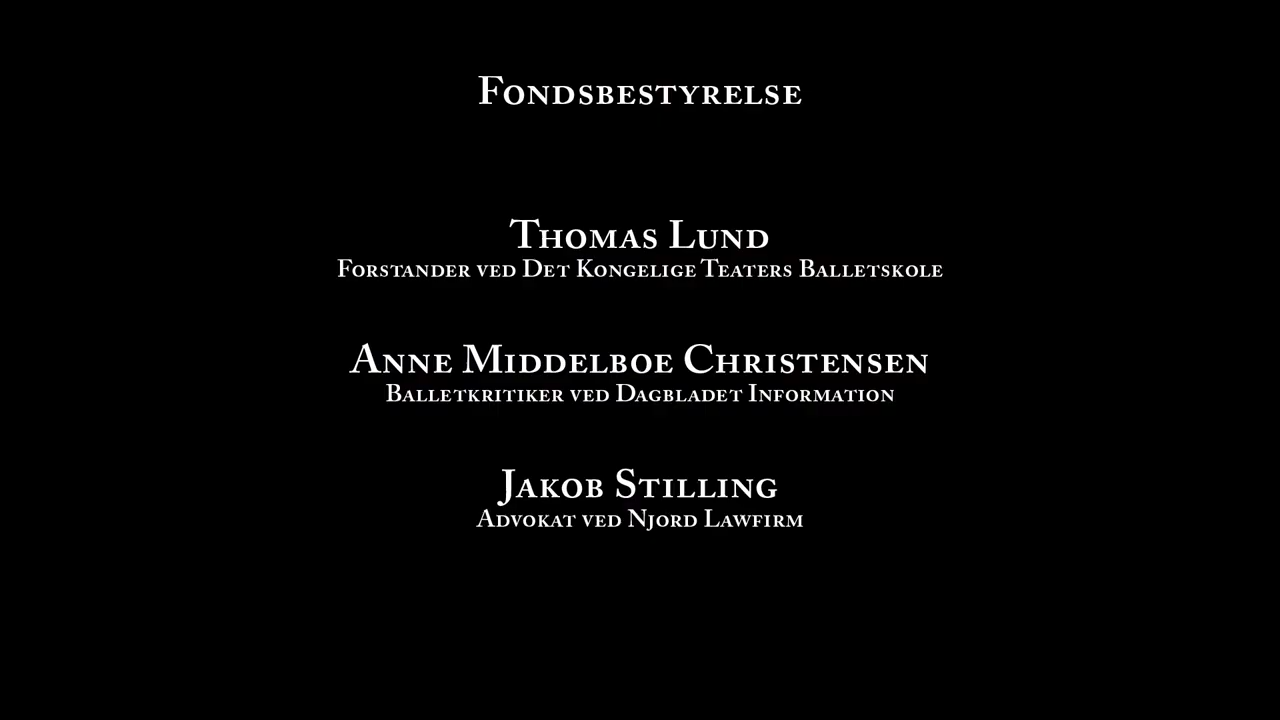 Fondsbestyrelse
Thomas Lund
Forstander ved Det Kongelige Teaters Balletskole
Anne Middelboe Christensen
Balletkritiker ved Dagbladet Information
Jakob Stilling
Advokat ved Njord Lawfirm